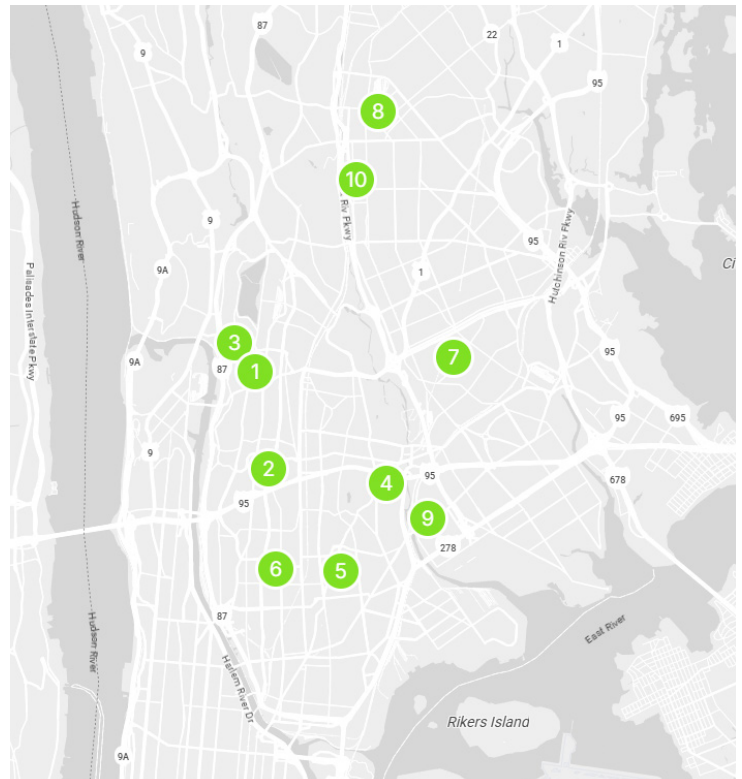 87
22
1
9
95
8
10
Riv Pkwy
9
Hudson River
95
Hutchinson Riv Pkwy
9A
Palisades Interstate Pkwy
1
Ci
3
95
7
9A
87
1
95
695
9
2
4
95
95
678
9
278
6
5
87
Hudson River
East River
Harlem River Dr
Rikers Island
9A